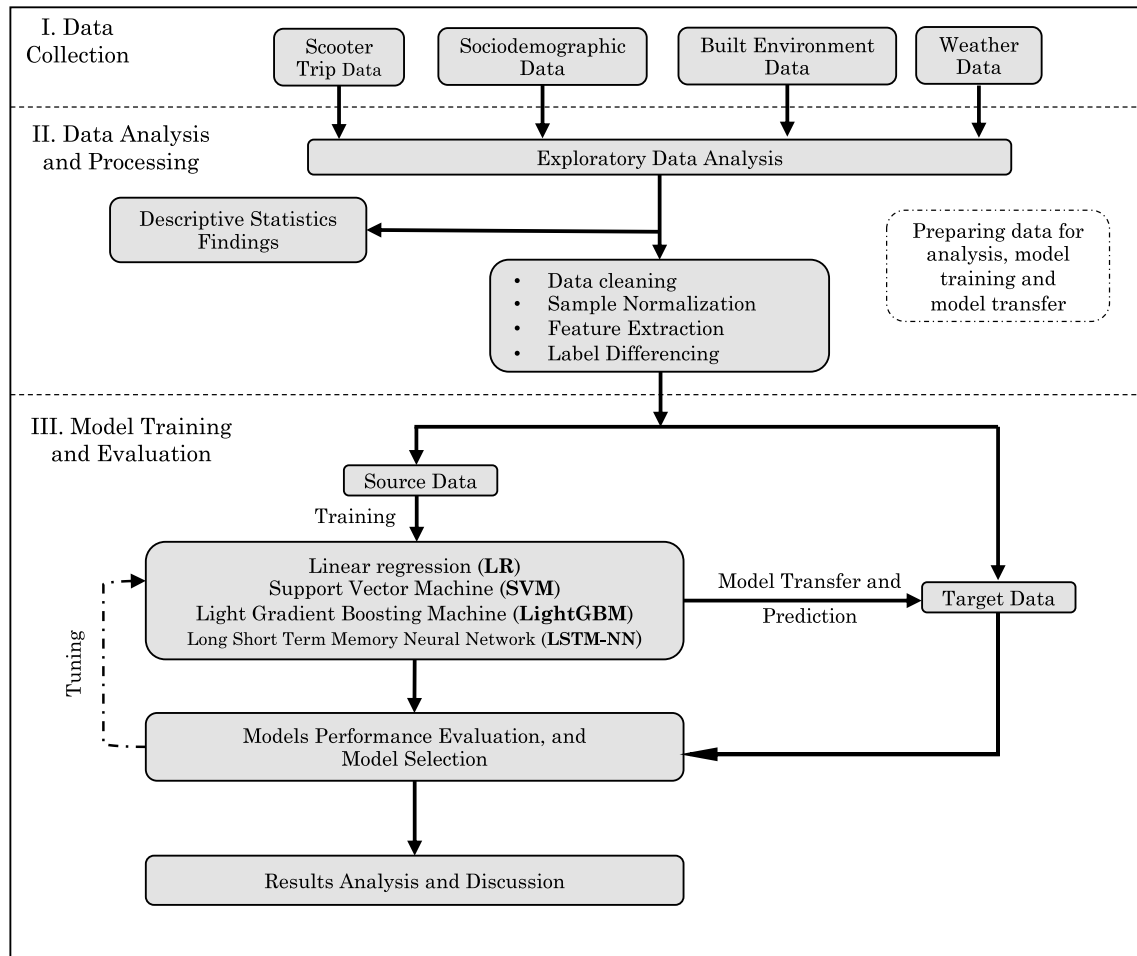 I. Data
Collection
Scooter
Trip Data
Sociodemographic
Data
Built Environment
Data
Weather
Data
II. Data Analysis
and Processing
Exploratory Data Analysis
Descriptive Statistics
Findings
Preparing data for
analysis, model
training and
model transfer
• Data cleaning
• Sample Normalization
• Feature Extraction
• Label Differencing
III. Model Training
and Evaluation
Source Data
Training
Linear regression (LR)
Support Vector Machine (SVM)
Light Gradient Boosting Machine (LightGBM)
Long Short Term Memory Neural Network (LSTM-NN)
Model Transfer and
Prediction
Target Data
Tuning
Models Performance Evaluation, and
Model Selection
Results Analysis and Discussion